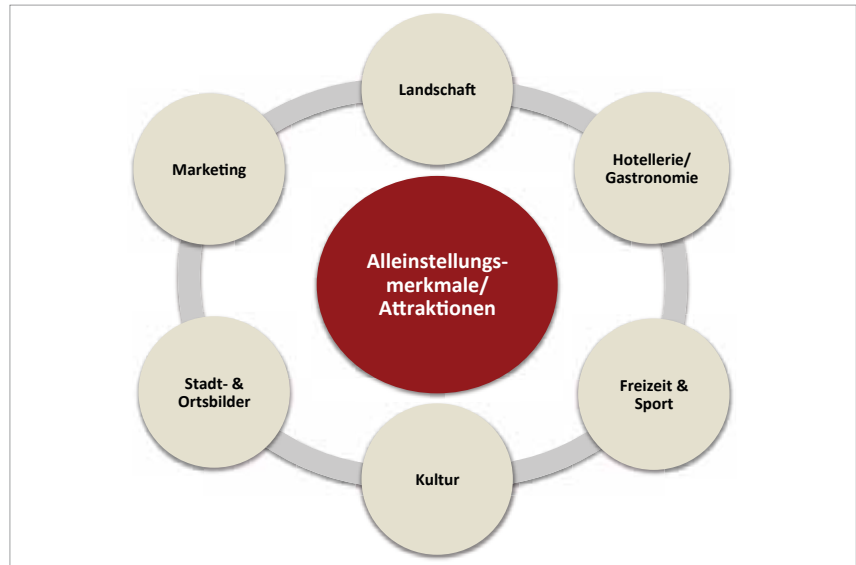 Landschaft
Hotellerie/
Gastronomie
Marketing
Alleinstellungs-
merkmale/
Attraktionen
Stadt- &
Ortsbilder
Freizeit &
Sport
Kultur